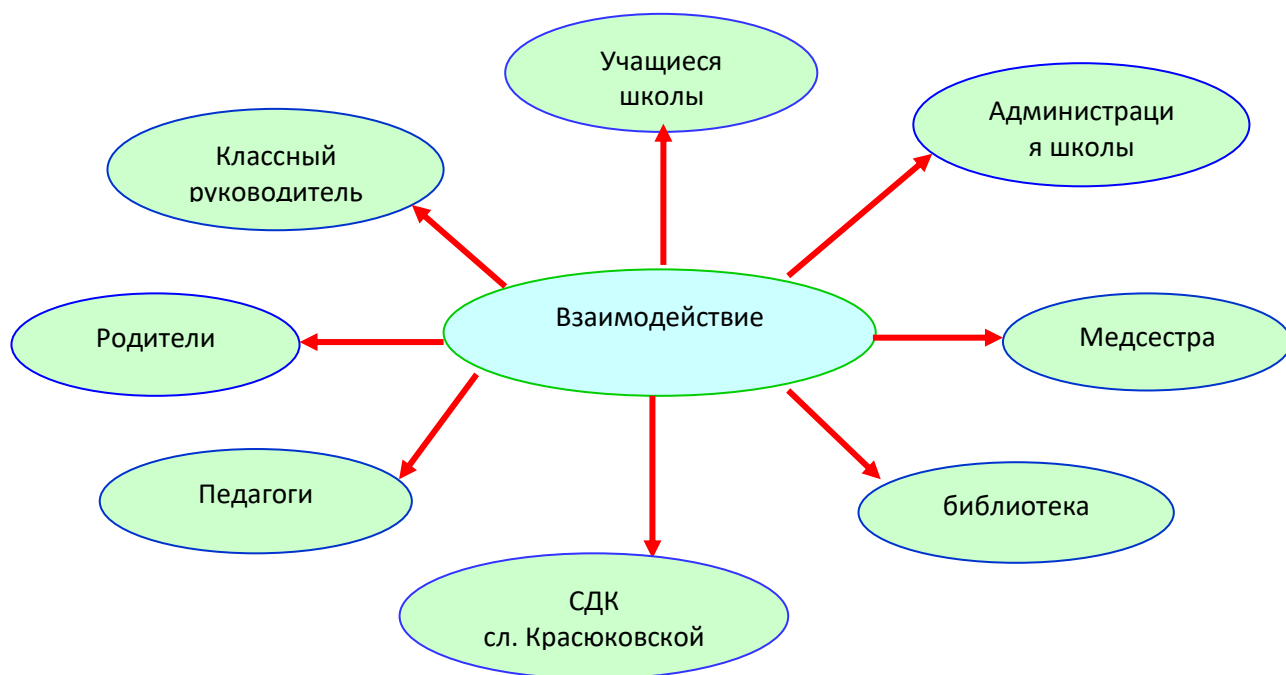 Учащиеся
школы
Администраци
я школы
Классный
руководитель
Взаимодействие
Родители
Медсестра
Педагоги
библиотека
СДК
сл. Красюковской